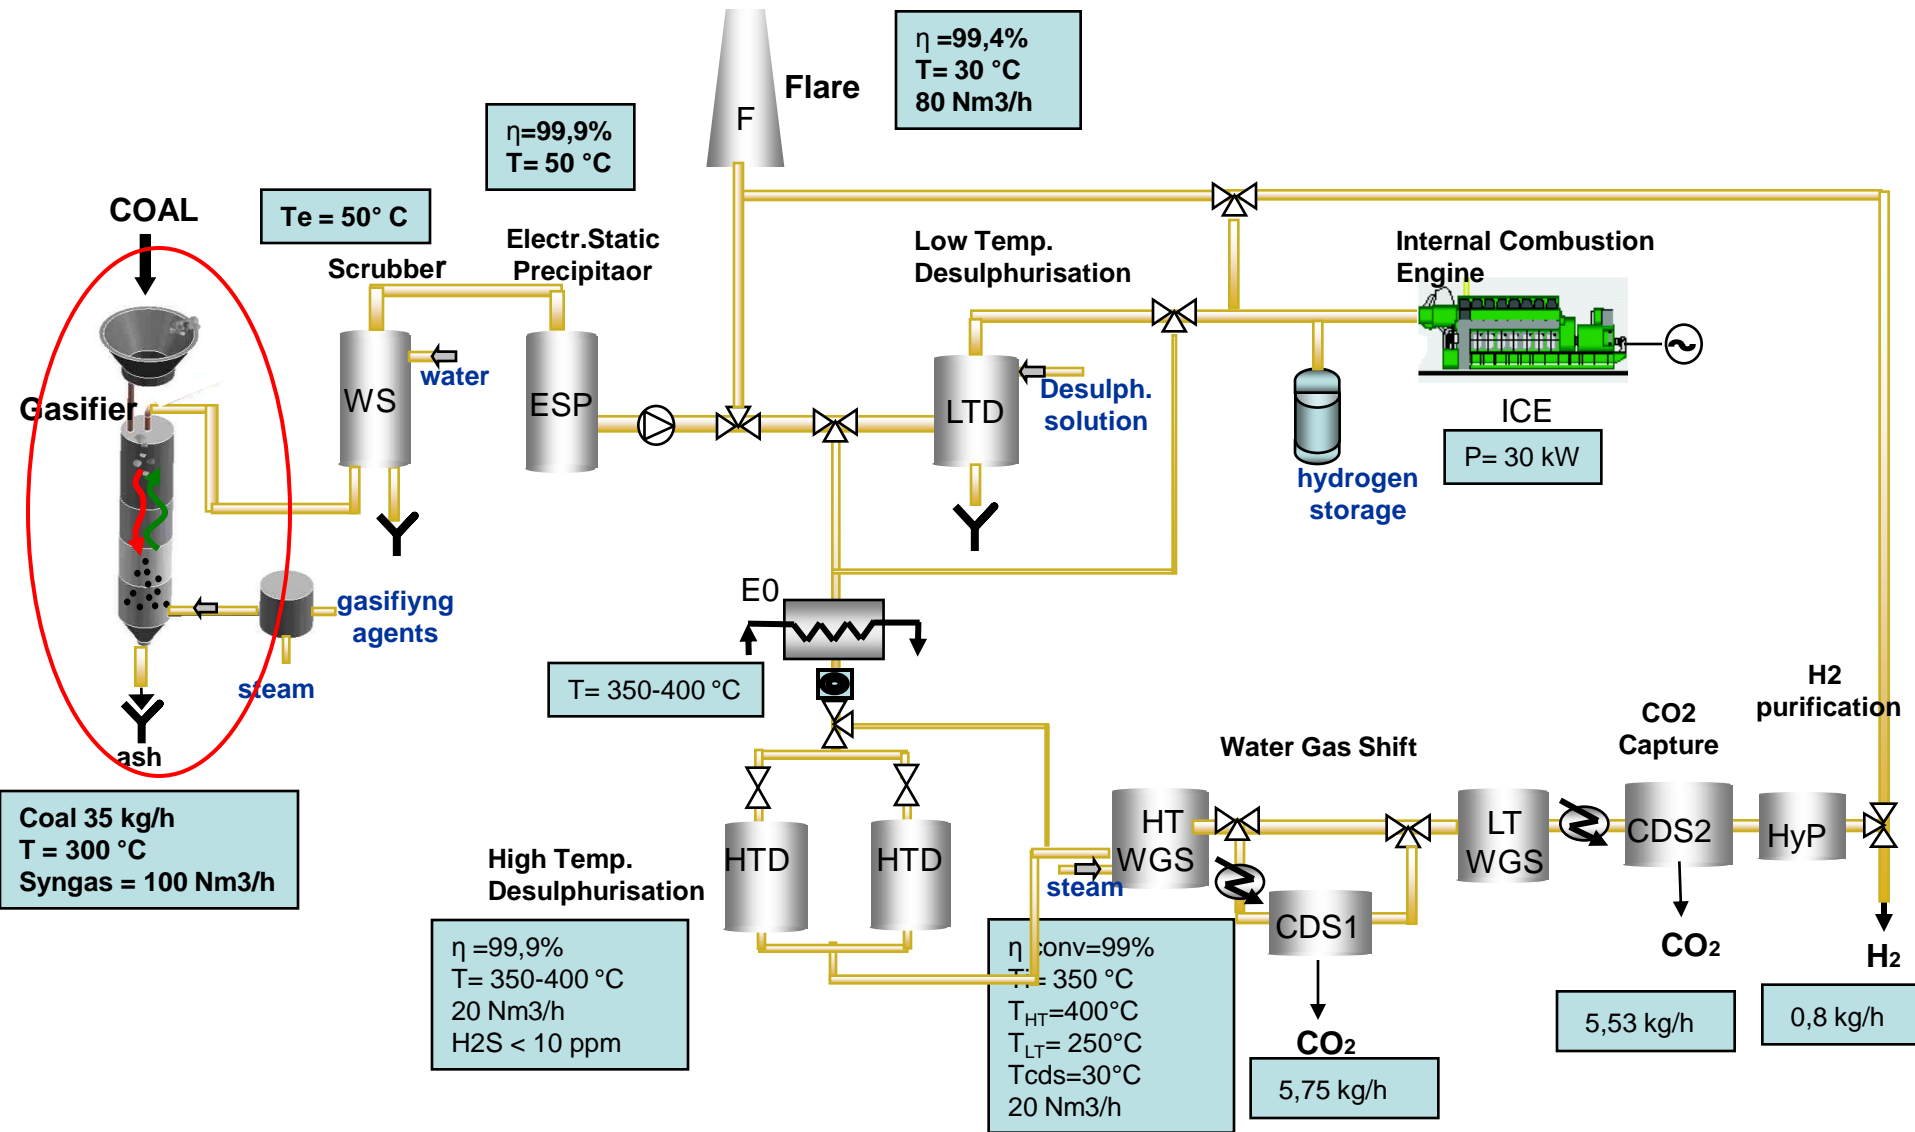 η =99,4%
T= 30 °C
80 Nm3/h
Flare
F
η=99,9%
T= 50 °C
COAL
Te = 50° C
Electr.Static
Precipitaor
Scrubber
Low Temp.
Desulphurisation
Internal Combustion
Engine
Gasifier
WS
water
ESP
LTD
Desulph.
solution
ICE
P= 30 kW
hydrogen
storage
gasifiyng
agents
steam
ash
E0
T= 350-400 °C
Coal 35 kg/h
T = 300 °C
Syngas = 100 Nm3/h
H2
purification
CO2
Capture
Water Gas Shift
HTD
HTD
High Temp.
Desulphurisation
HT
WGS
steam
LT
WGS
CDS2
HyP
CDS1
η =99,9%
T= 350-400 °C
20 Nm3/h
H2S < 10 ppm
η conv=99%
Ti= 350 °C
THT=400°C
TLT= 250°C
Tcds=30°C
20 Nm3/h
CO2
5,75 kg/h
CO2
5,53 kg/h
H2
0,8 kg/h